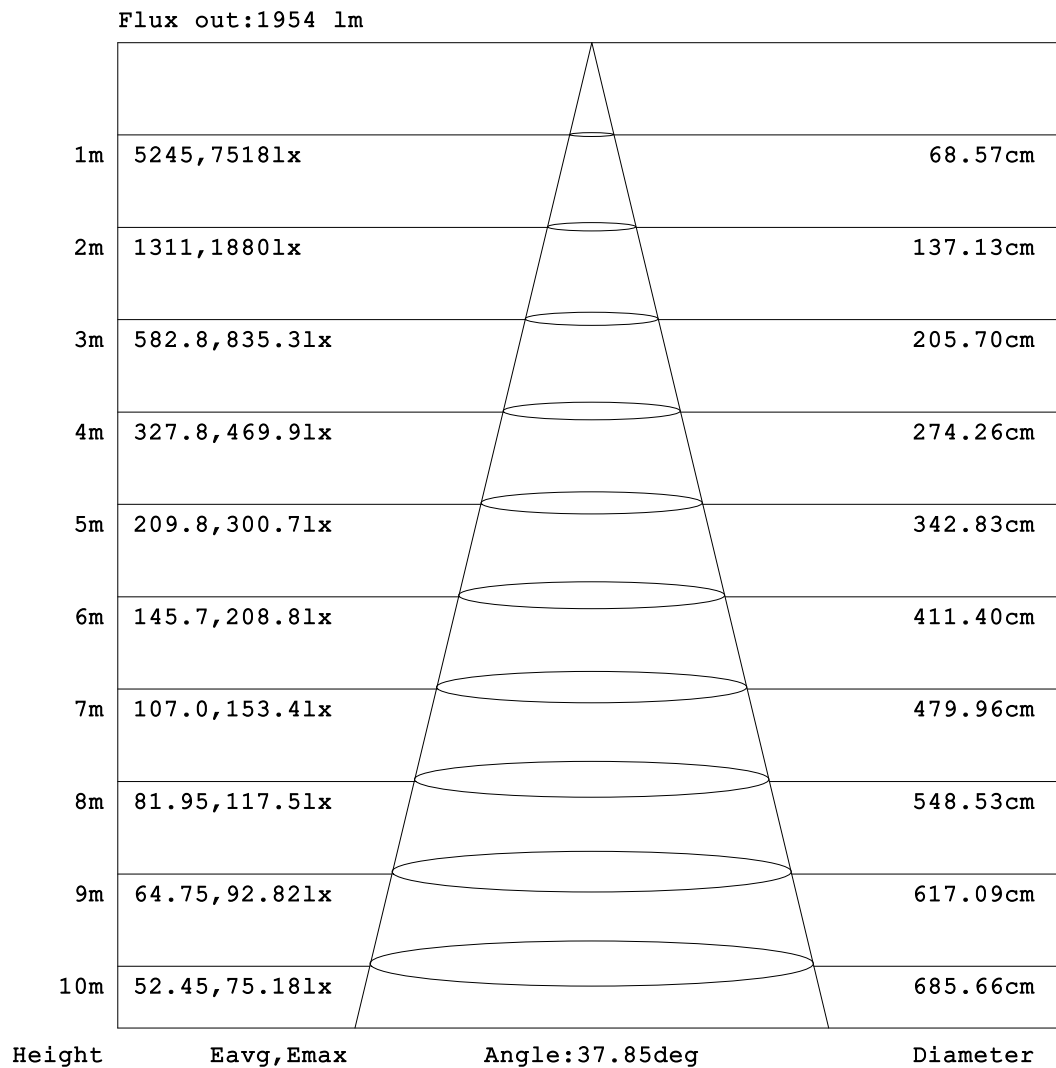 Flux out:1954 lm
1m 5245,7518lx 68.57cm
2m 1311,1880lx 137.13cm
3m 582.8,835.3lx 205.70cm
4m 327.8,469.9lx 274.26cm
5m 209.8,300.7lx 342.83cm
6m 145.7,208.8lx 411.40cm
7m 107.0,153.4lx 479.96cm
8m 81.95,117.5lx 548.53cm
9m 64.75,92.82lx 617.09cm
10m 52.45,75.18lx 685.66cm
Height Eavg,Emax Angle:37.85deg Diameter